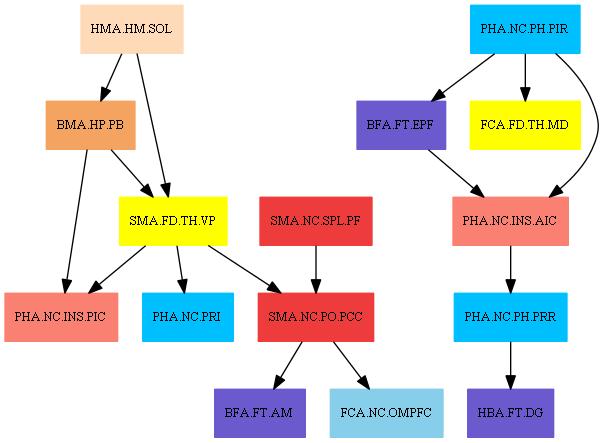 HMA.HM.SOL
PHA.NC.PH.PIR
BMA.HP.PB
BFA.FT.EPF
FCA.FD.TH.MD
SMA.FD.TH.VP
SMA.NC.SPL.PF
PHA.NC.INS.AIC
PHA.NC.INS.PIC
PHA.NC.PRI
SMA.NC.PO.PCC
PHA.NC.PH.PRR
BFA.FT.AM
FCA.NC.OMPFC
HBA.FT.DG